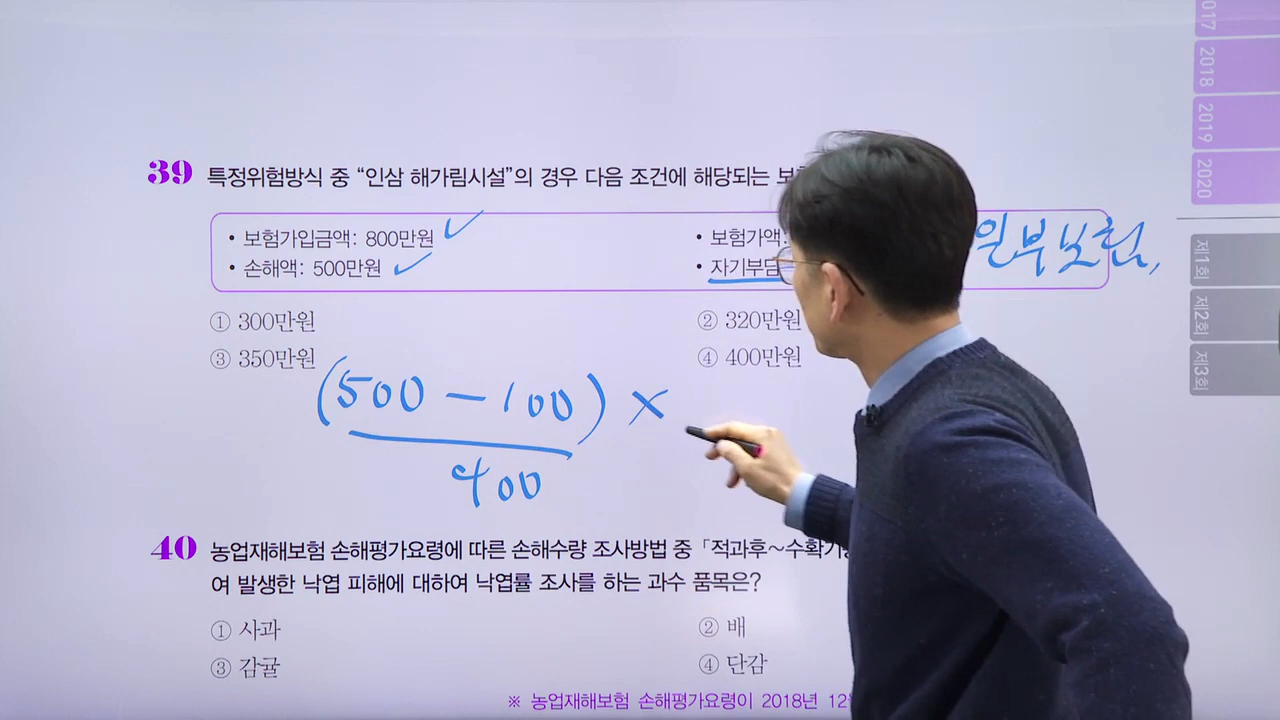 39 특정위험방식 중 “인삼 해가림시설”의 경우 다음 조건에 해당되는
• 보험가입금액: 800만원
• 보험가액:
• 손해액: 500만원
• 자기부담
일부보험,
① 300만원
② 320만원
③ 350만원
④ 400만원
(500 - 100) ×
400
40 농업재해보험 손해평가요령에 따른 손해수량 조사방법 중 「적과후~수확기
여 발생한 낙엽 피해에 대하여 낙엽률 조사를 하는 과수 품목은?
① 사과
② 배
③ 감귤
④ 단감
※ 농업재해보험 손해평가요령이 2018년
2018
2019
2020
제1회
제2회
제3회